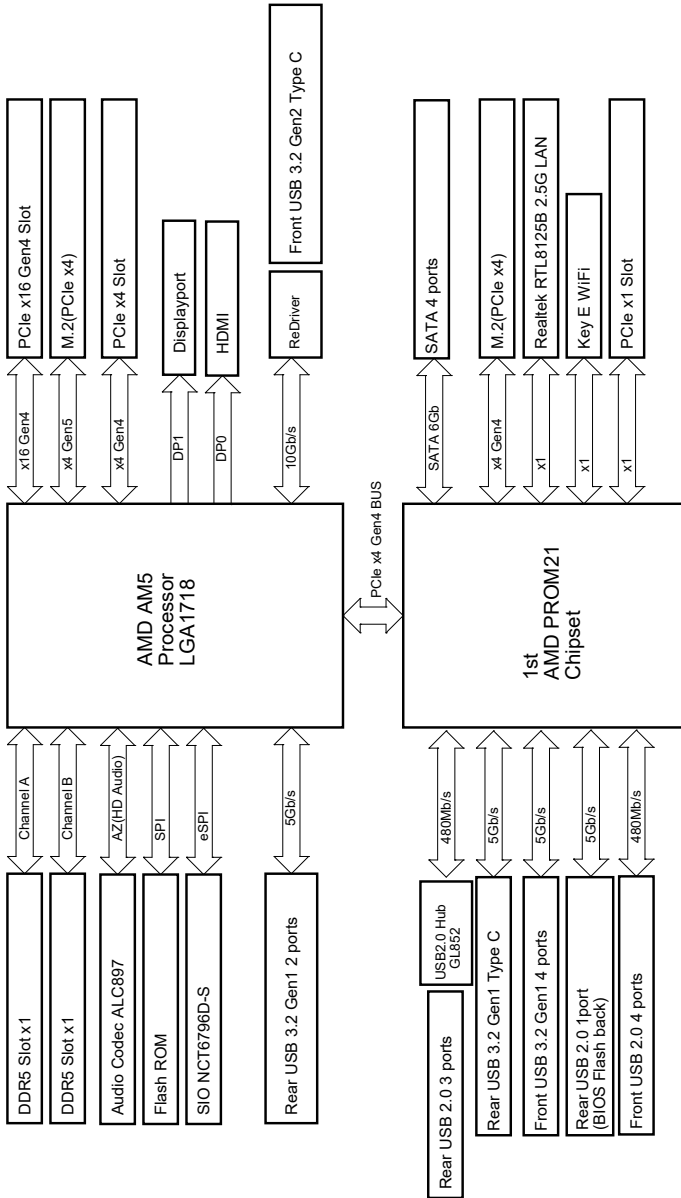 PCIe x16 Gen4 Slot
M.2(PCIe x4)
PCIe x4 Slot
Displayport
HDMI
ReDriver
Front USB 3.2 Gen2 Type C
x16 Gen4
x4 Gen5
x4 Gen4
DP1
DP0
10Gb/s
AMD AM5
Processor
LGA1718
Channel A
Channel B
AZ(HD Audio)
SPI
eSPI
5Gb/s
DDR5 Slot x1
DDR5 Slot x1
Audio Codec ALC897
Flash ROM
SIO NCT6796D-S
Rear USB 3.2 Gen1 2 ports
PCIe x4 Gen4 BUS
SATA 4 ports
M.2(PCIe x4)
Realtek RTL8125B 2.5G LAN
Key E WiFi
PCIe x1 Slot
SATA 6Gb
x4 Gen4
x1
x1
x1
1st
AMD PROM21
Chipset
480Mb/s
5Gb/s
5Gb/s
5Gb/s
480Mb/s
USB2.0 Hub
GL852
Rear USB 2.0 3 ports
Rear USB 3.2 Gen1 Type C
Front USB 3.2 Gen1 4 ports
Rear USB 2.0 1port
(BIOS Flash back)
Front USB 2.0 4 ports